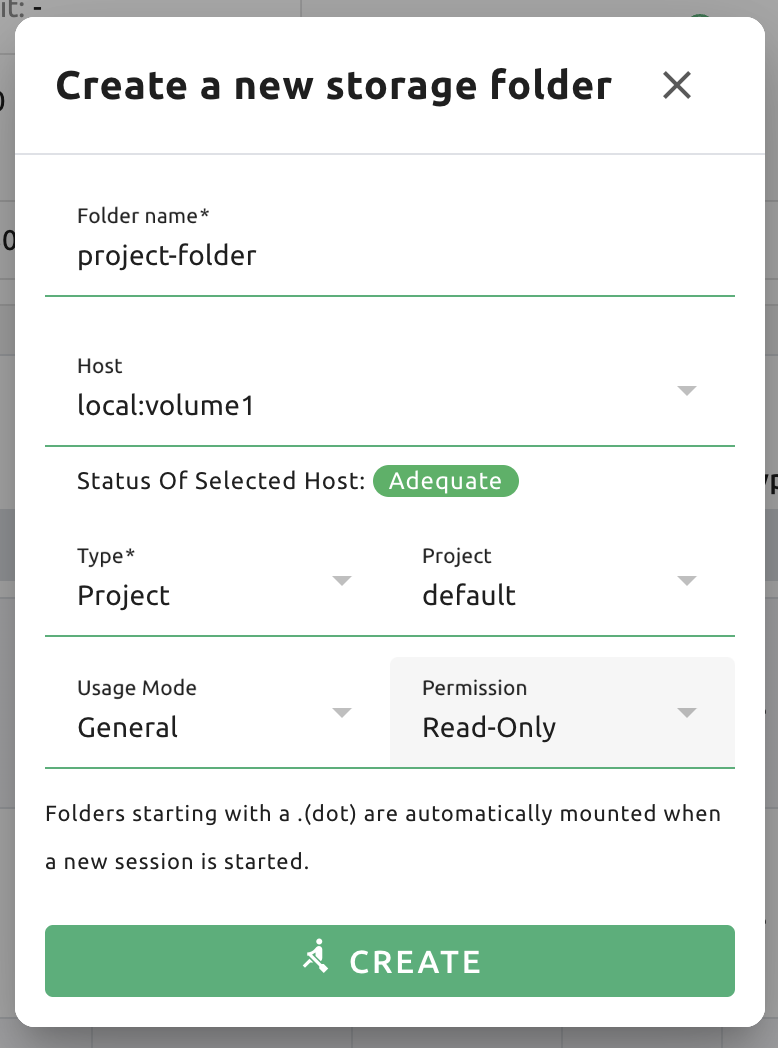 it: -
Create a new storage folder
Folder name*
project-folder
Host
local:volume1
Status Of Selected Host: Adequate
Type* Project
Project default
Usage Mode Permission
General Read-Only
Folders starting with a .(dot) are automatically mounted when
a new session is started.
CREATE